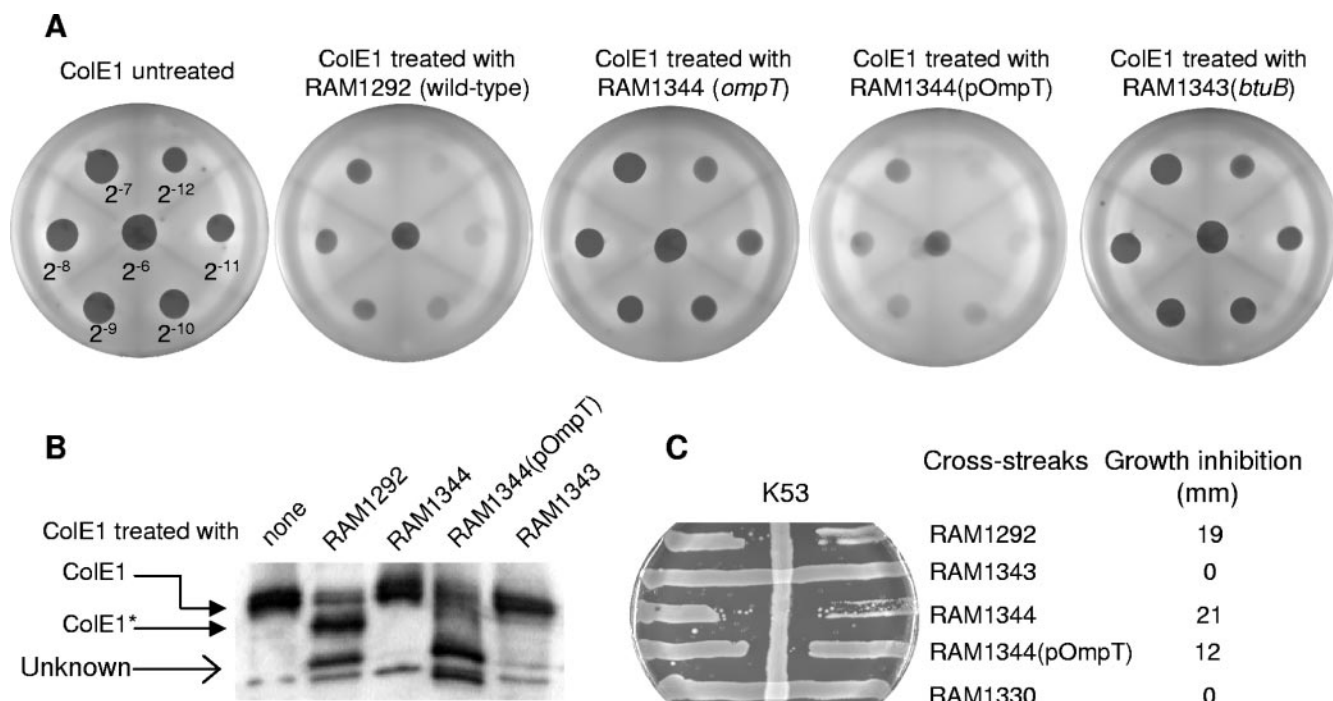 A
ColE1 untreated
ColE1 treated with
RAM1292 (wild-type)
ColE1 treated with
RAM1344 (ompT)
ColE1 treated with
RAM1344(pOmpT)
ColE1 treated with
RAM1343(btuB)
2-7
2-12
2-8
2-6
2-11
2-9
2-10
B
ColE1 treated with
none
RAM1292
RAM1344
RAM1344(pOmpT)
RAM1343
ColE1
ColE1*
Unknown
C
K53
Cross-streaks Growth inhibition
(mm)
RAM1292 19
RAM1343 0
RAM1344 21
RAM1344(pOmpT) 12
RAM1330 0